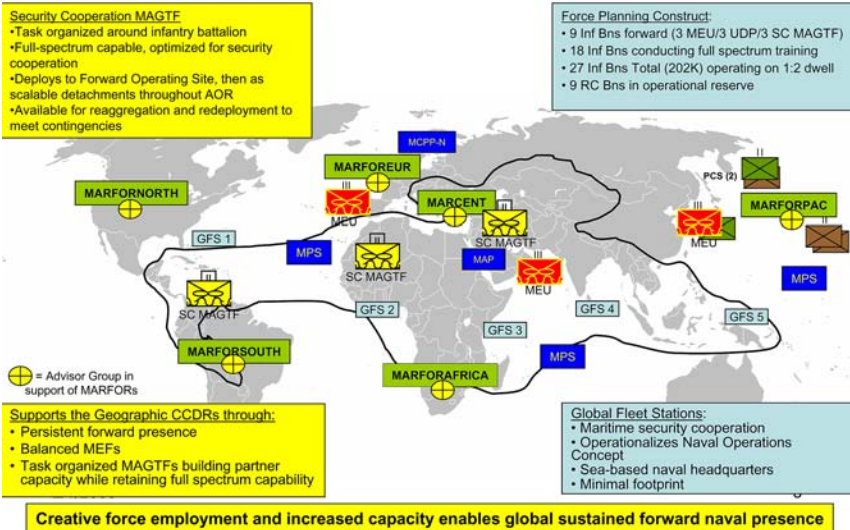 Security Cooperation MAGTF
•Task organized around infantry battalion
•Full-spectrum capable, optimized for security
cooperation
•Deploys to Forward Operating Site, then as
scalable detachments throughout AOR
•Available for reaggregation and redeployment to
meet contingencies
Force Planning Construct:
• 9 Inf Bns forward (3 MEU/3 UDP/3 SC MAGTF)
• 18 Inf Bns conducting full spectrum training
• 27 Inf Bns Total (202K) operating on 1:2 dwell
• 9 RC Bns in operational reserve
MCPP-N
MARFOREUR
II
PCS (2)
MARFORNORTH
III
MEU
MARCENT
II
SC MAGTF
III
MEU
MARFORPAC
II
GFS 1
MPS
II
SC MAGTF
MAP
III
MEU
MPS
II
SC MAGTF
GFS 2
GFS 3
GFS 4
GFS 5
MARFORSOUTH
MPS
MARFORAFRICA
= Advisor Group in
support of MARFORs
Supports the Geographic CCDRs through:
• Persistent forward presence
• Balanced MEFs
• Task organized MAGTFs building partner
capacity while retaining full spectrum capability
Global Fleet Stations:
• Maritime security cooperation
• Operationalizes Naval Operations
Concept
• Sea-based naval headquarters
• Minimal footprint
Creative force employment and increased capacity enables global sustained forward naval presence